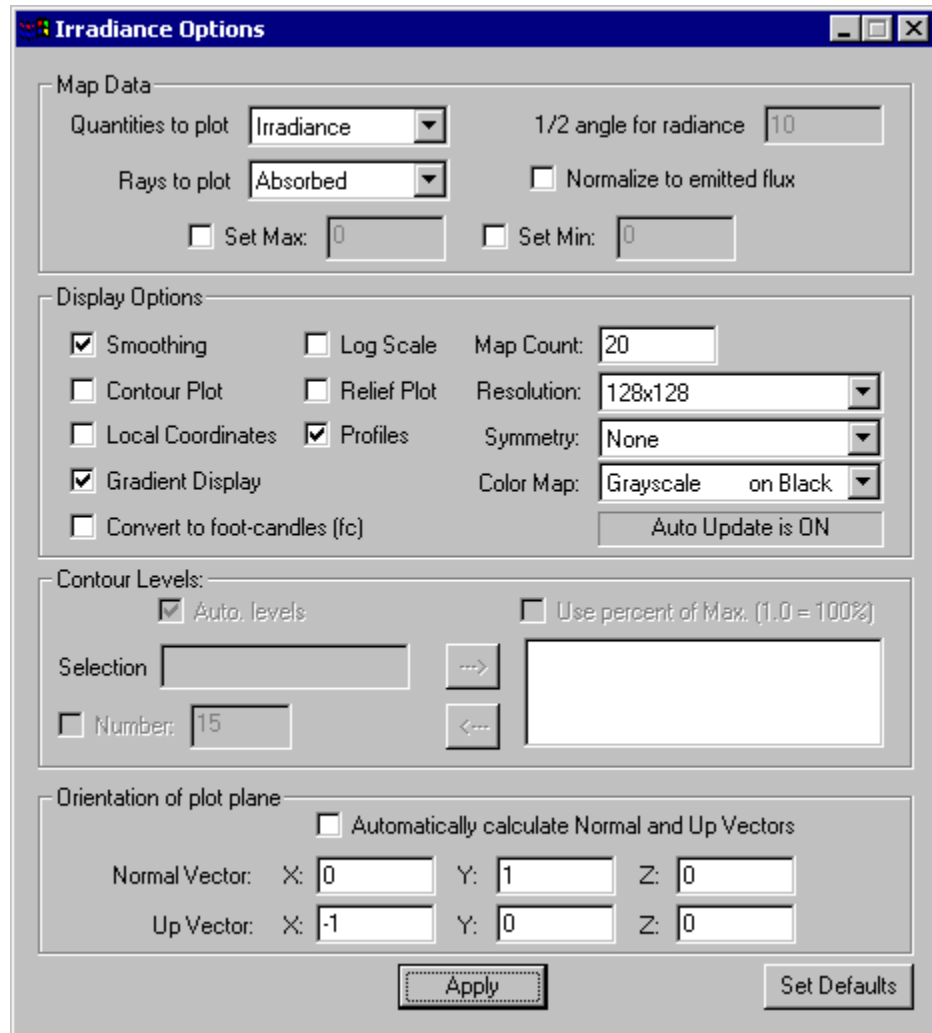 Irradiance Options
Map Data
Quantities to plot Irradiance 1/2 angle for radiance 10
Rays to plot Absorbed Normalize to emitted flux
Set Max: 0 Set Min: 0
Display Options
Smoothing Log Scale Map Count: 20
Contour Plot Relief Plot Resolution: 128x128
Local Coordinates Profiles Symmetry: None
Gradient Display Color Map: Grayscale on Black
Convert to foot-candles (fc) Auto Update is ON
Contour Levels:
Auto. levels Use percent of Max. (1.0 = 100%)
Selection --->
Number: 15 <---
Orientation of plot plane
Automatically calculate Normal and Up Vectors
Normal Vector: X: 0 Y: 1 Z: 0
Up Vector: X: -1 Y: 0 Z: 0
Apply Set Defaults